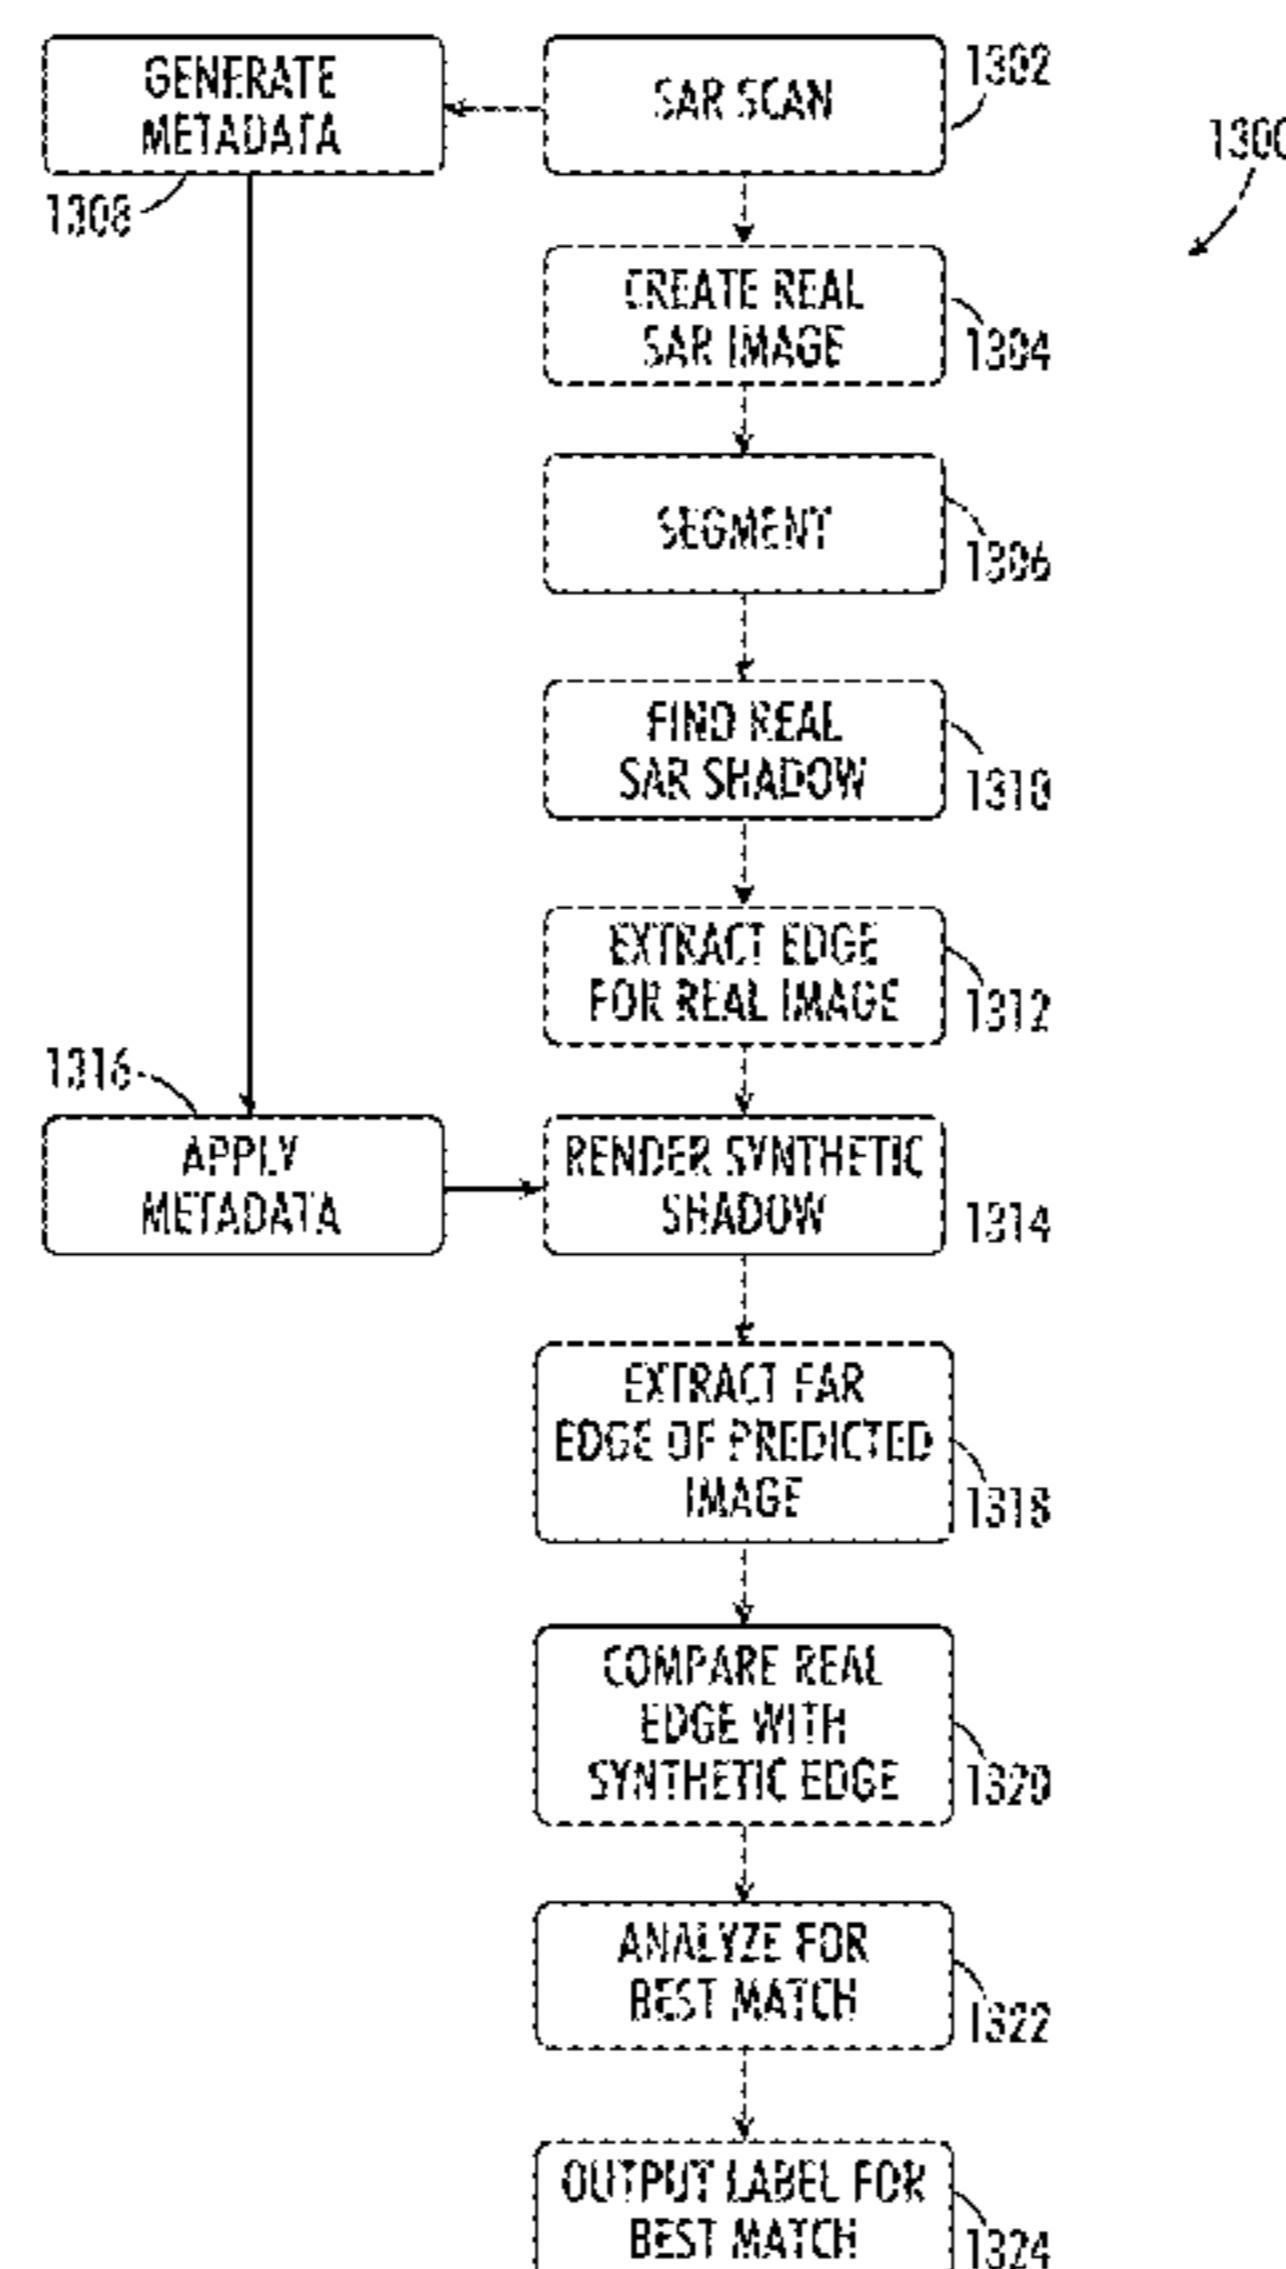 GENERATE
METADATA
1308
SAR SCAN
1302
1300
CREATE REAL
SAR IMAGE
1304
SEGMENT
1306
FIND REAL
SAR SHADOW
1310
EXTRACT EDGE
FOR REAL IMAGE
1312
1316
APPLY
METADATA
RENDER SYNTHETIC
SHADOW
1314
EXTRACT FAR
EDGE OF PREDICTED
IMAGE
1318
COMPARE REAL
EDGE WITH
SYNTHETIC EDGE
1320
ANALYZE FOR
BEST MATCH
1322
OUTPUT LABEL FOR
BEST MATCH
1324